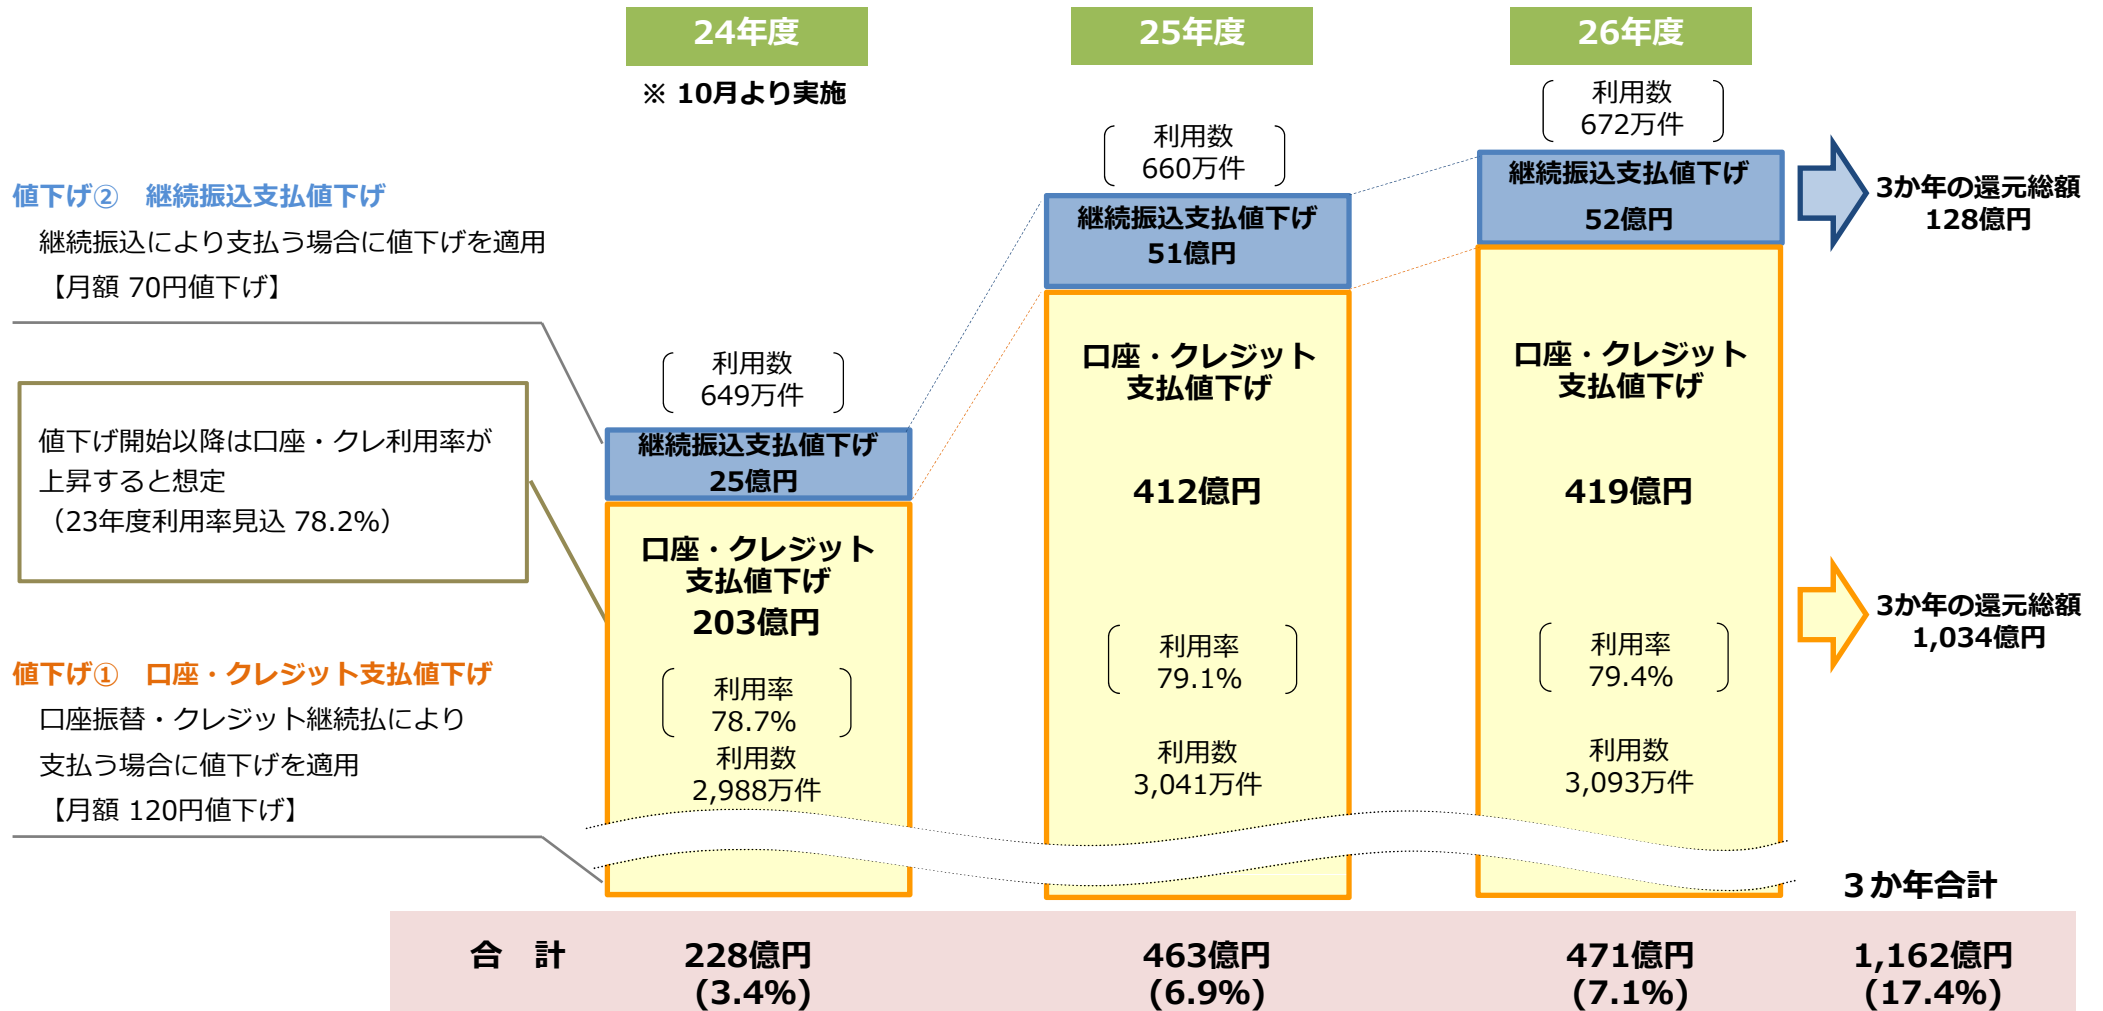 24年度
25年度
26年度
※ 10月より実施
利用数
672万件
利用数
660万件
値下げ② 継続振込支払値下げ
継続振込により支払う場合に値下げを適用
【月額 70円値下げ】
継続振込支払値下げ
51億円
継続振込支払値下げ
52億円
3か年の還元総額
128億円
利用数
649万件
継続振込支払値下げ
25億円
値下げ開始以降は口座・クレ利用率が
上昇すると想定
（23年度利用率見込 78.2%）
口座・クレジット
支払値下げ
203億円
利用率
78.7%
利用数
2,988万件
口座・クレジット
支払値下げ
412億円
利用率
79.1%
利用数
3,041万件
口座・クレジット
支払値下げ
419億円
利用率
79.4%
利用数
3,093万件
3か年の還元総額
1,034億円
値下げ① 口座・クレジット支払値下げ
口座振替・クレジット継続払により
支払う場合に値下げを適用
【月額 120円値下げ】
３か年合計
合 計
228億円
(3.4%)
463億円
(6.9%)
471億円
(7.1%)
1,162億円
(17.4%)